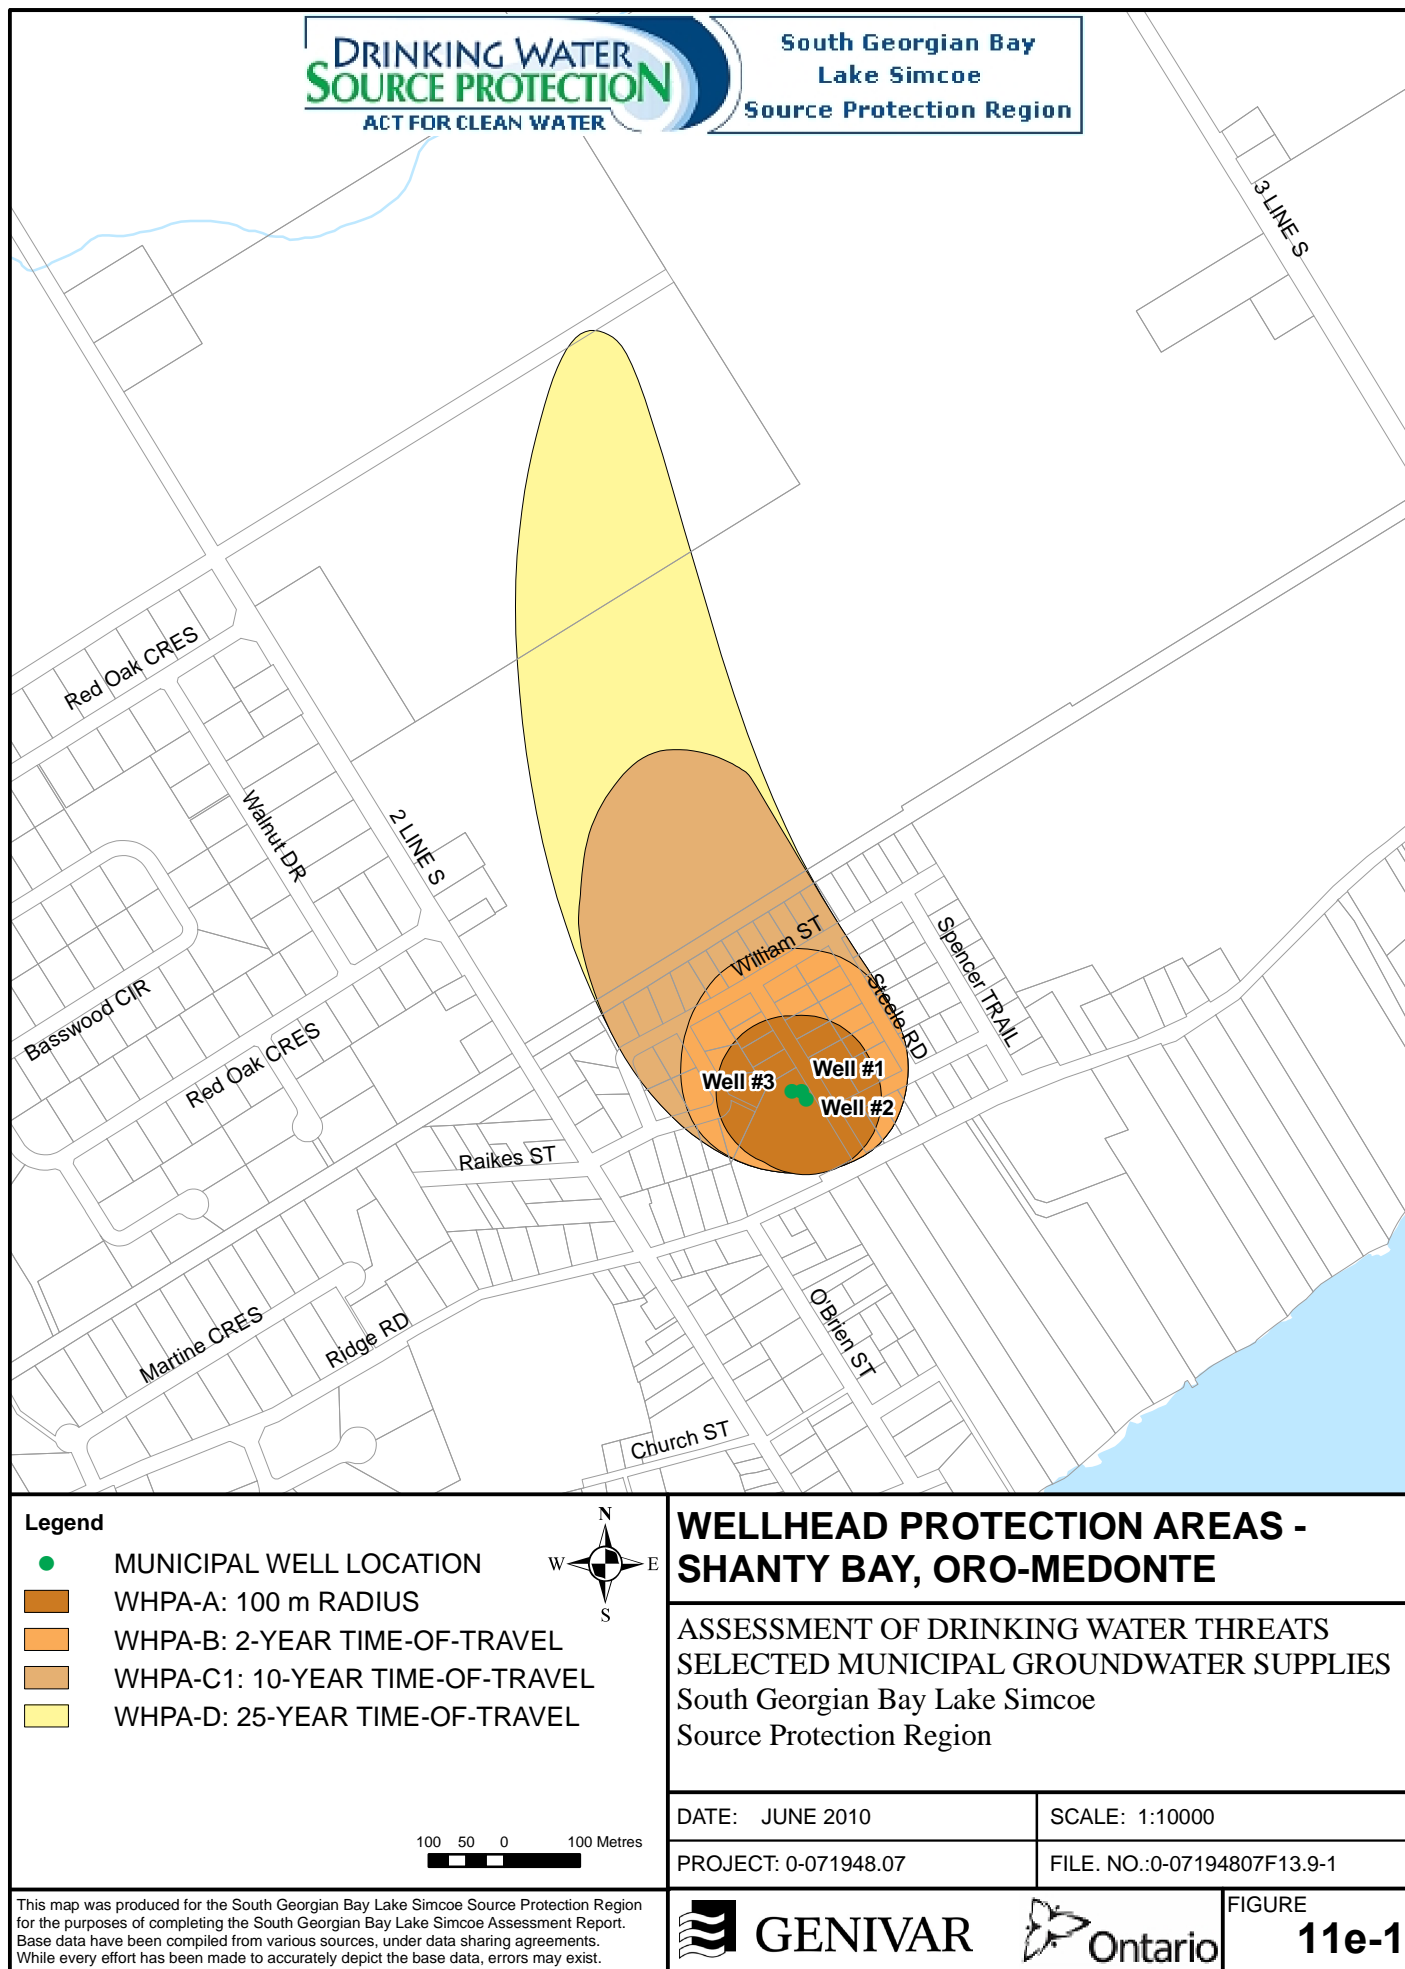 DRINKING WATER
SOURCE PROTECTION
ACT FOR CLEAN WATER
South Georgian Bay
Lake Simcoe
Source Protection Region
3 LINE S
Red Oak CRES
Walnut DR
2 LINE S
William ST
Spencer TRAIL
Steele RD
Basswood CIR
Red Oak CRES
Well #1
Well #3
Well #2
Raikes ST
O'Brien ST
Martine CRES
Ridge RD
Church ST
Legend
MUNICIPAL WELL LOCATION
WHPA-A: 100 m RADIUS
WHPA-B: 2-YEAR TIME-OF-TRAVEL
WHPA-C1: 10-YEAR TIME-OF-TRAVEL
WHPA-D: 25-YEAR TIME-OF-TRAVEL
N
W E
S
100 50 0 100 Metres
WELLHEAD PROTECTION AREAS -
SHANTY BAY, ORO-MEDONTE
ASSESSMENT OF DRINKING WATER THREATS
SELECTED MUNICIPAL GROUNDWATER SUPPLIES
South Georgian Bay Lake Simcoe
Source Protection Region
DATE: JUNE 2010
SCALE: 1:10000
PROJECT: 0-071948.07
FILE. NO.:0-07194807F13.9-1
This map was produced for the South Georgian Bay Lake Simcoe Source Protection Region
for the purposes of completing the South Georgian Bay Lake Simcoe Assessment Report.
Base data have been compiled from various sources, under data sharing agreements.
While every effort has been made to accurately depict the base data, errors may exist.
GENIVAR
Ontario
FIGURE
11e-1